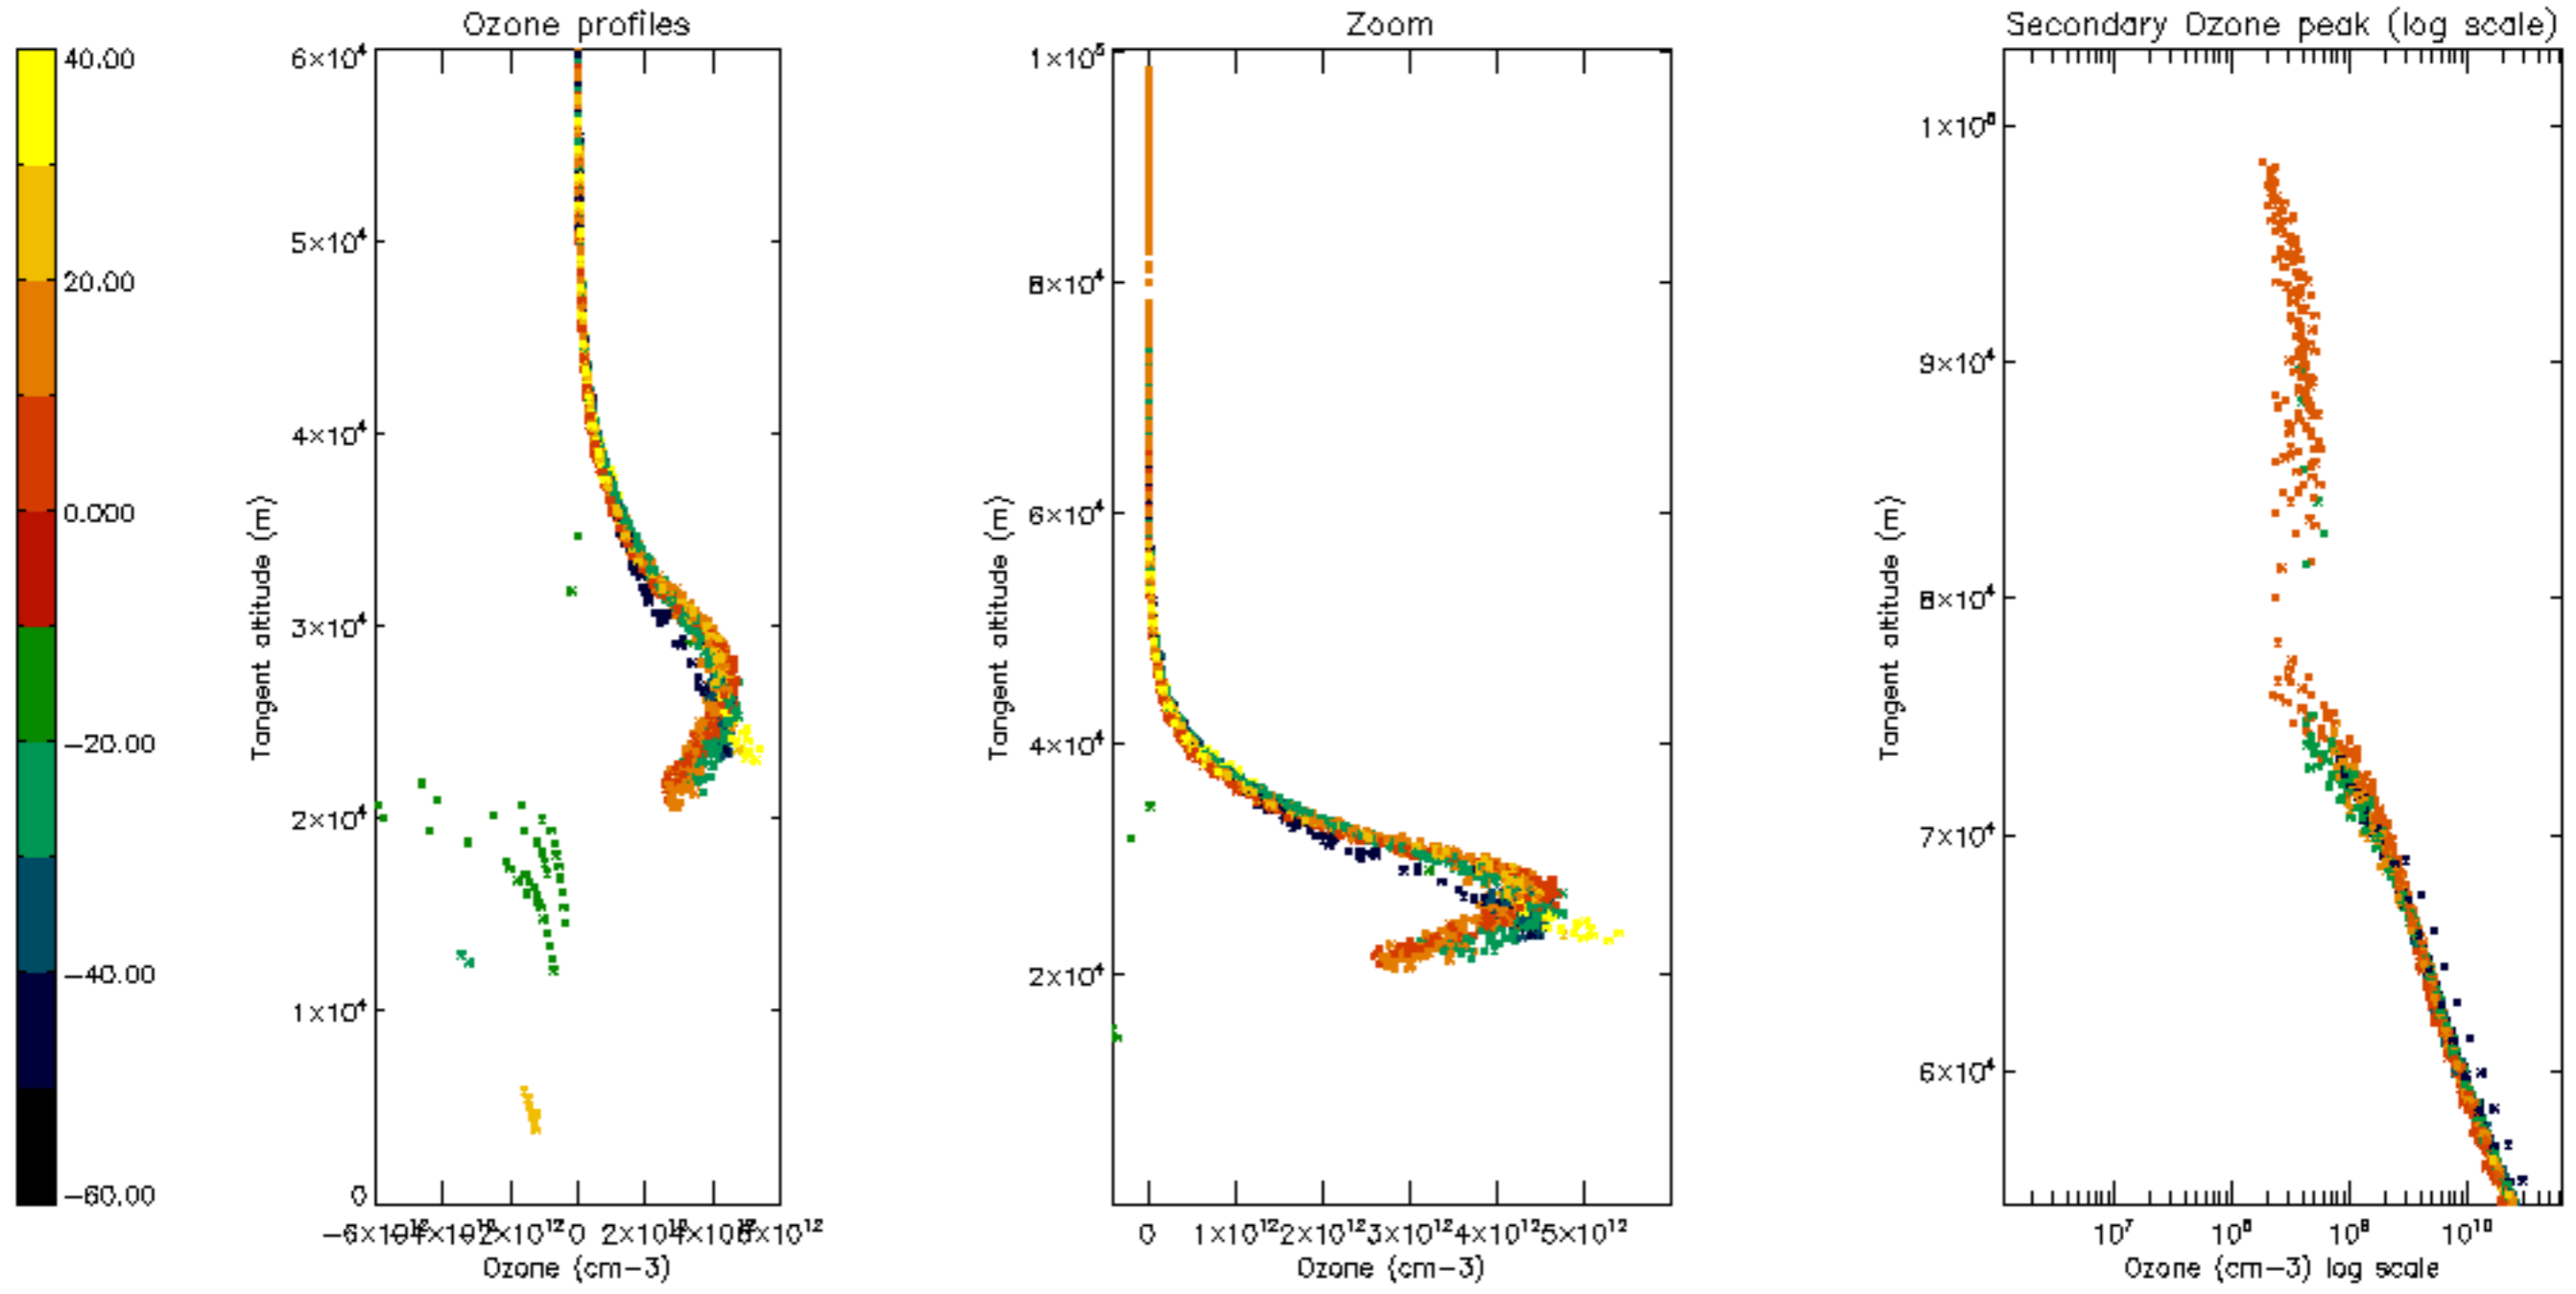 Ozone profiles
Zoom
Secondary Ozone peak (log scale)
40.00
20.00
0.000
−20.00
−40.00
−60.00
6×10⁴
5×10⁴
4×10⁴
3×10⁴
2×10⁴
1×10⁴
0
Tangent altitude (m)
0
Ozone (cm−3)
1×10⁵
8×10⁴
6×10⁴
4×10⁴
2×10⁴
Tangent altitude (m)
0 1×10¹² 2×10¹² 3×10¹² 4×10¹² 5×10¹²
Ozone (cm−3)
1×10⁵
9×10⁴
8×10⁴
7×10⁴
6×10⁴
Tangent altitude (m)
10⁷ 10⁸ 10⁹ 10¹⁰
Ozone (cm−3) log scale